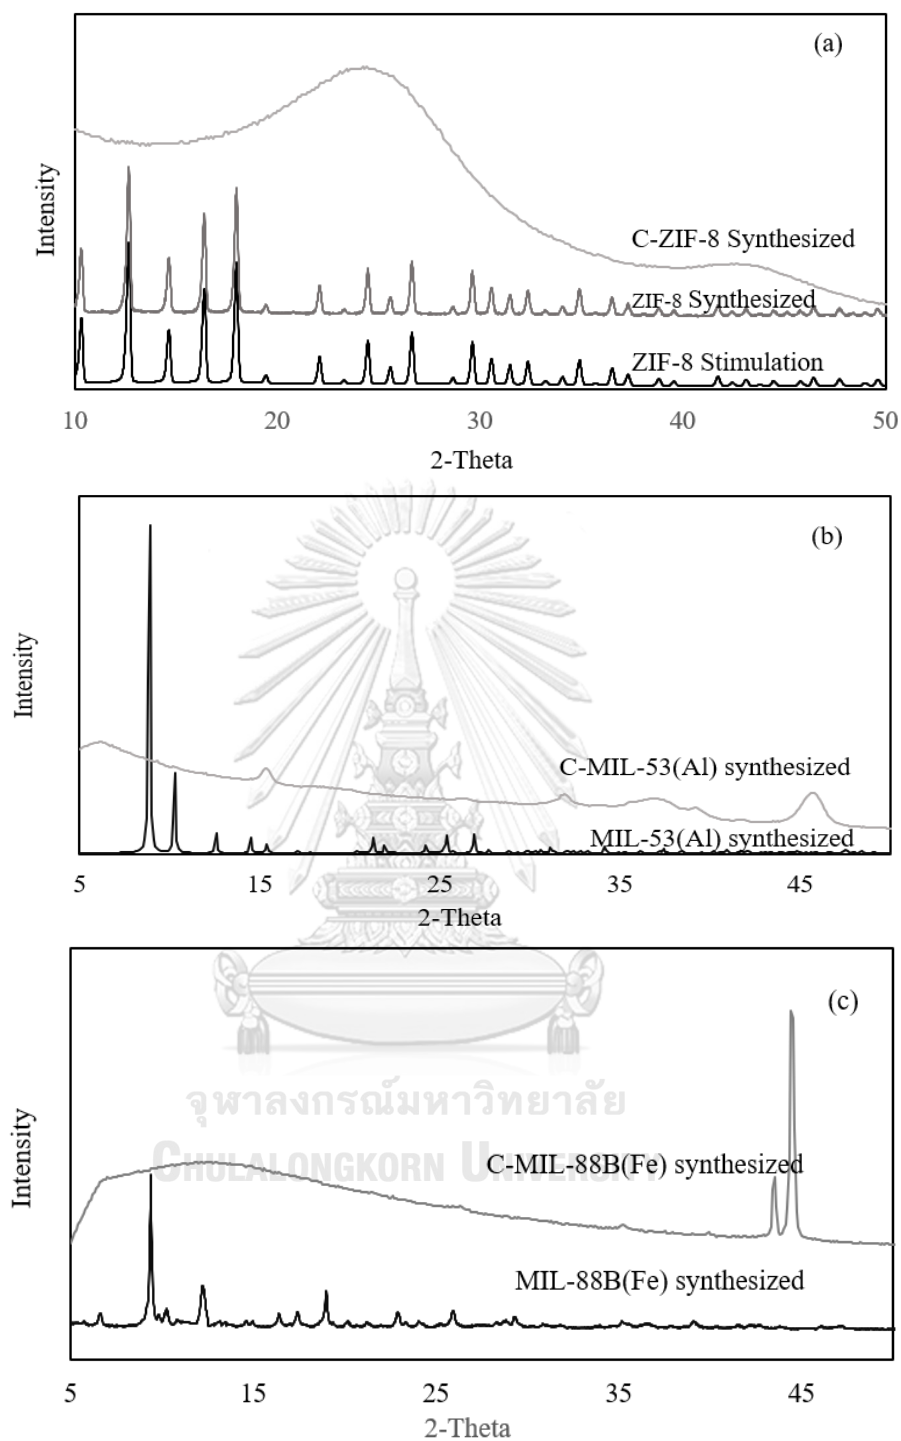 (a)
Intensity
C-ZIF-8 Synthesized
ZIF-8 Synthesized
ZIF-8 Stimulation
10 20 30 40 50
2-Theta
(b)
Intensity
C-MIL-53(Al) synthesized
MIL-53(Al) synthesized
5 15 25 35 45
2-Theta
(c)
Intensity
จุฬาลงกรณ์มหาวิทยาลัย
C-MIL-88B(Fe) synthesized
CHULALONGKORN UNIVERSITY
MIL-88B(Fe) synthesized
5 15 25 35 45
2-Theta